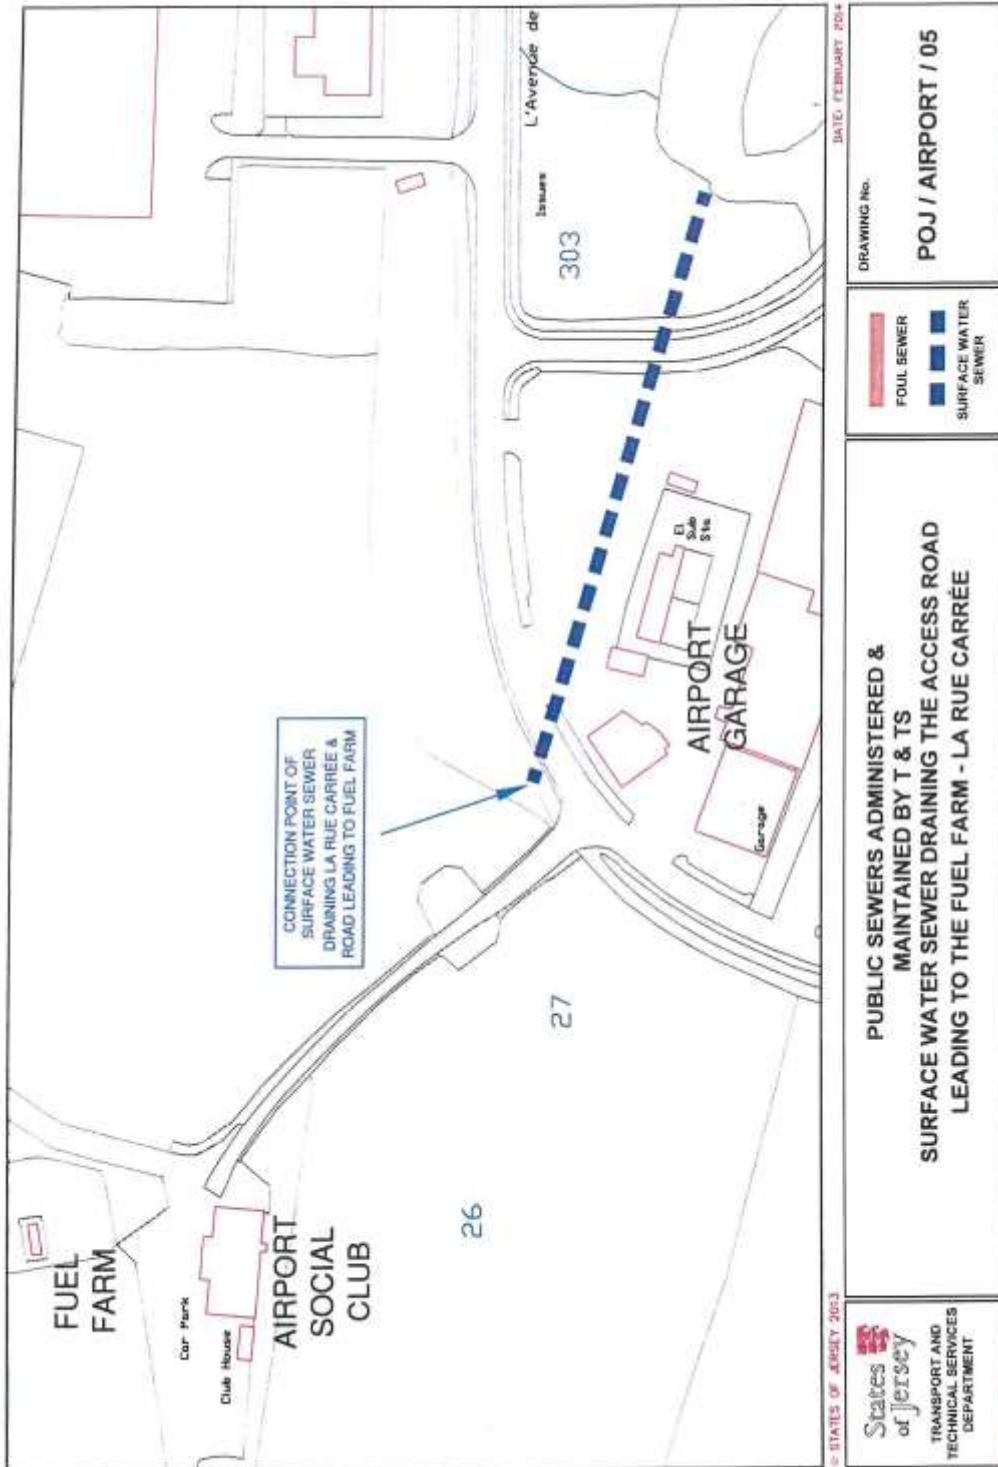 FUEL
FARM
Car Park
Club House
AIRPORT
SOCIAL
CLUB
26
27
CONNECTION POINT OF
SURFACE WATER SEWER
DRAINING LA RUE CARRÉE &
ROAD LEADING TO FUEL FARM
AIRPORT
GARAGE
Garage
El
Sub
Sta
303
Issues
L'Avenue de
© STATES OF JERSEY 2013
DATE: FEBRUARY 2014
States
of Jersey
TRANSPORT AND
TECHNICAL SERVICES
DEPARTMENT
PUBLIC SEWERS ADMINISTERED &
MAINTAINED BY T & TS
SURFACE WATER SEWER DRAINING THE ACCESS ROAD
LEADING TO THE FUEL FARM - LA RUE CARRÉE
FOUL SEWER
SURFACE WATER
SEWER
DRAWING No.
POJ / AIRPORT / 05